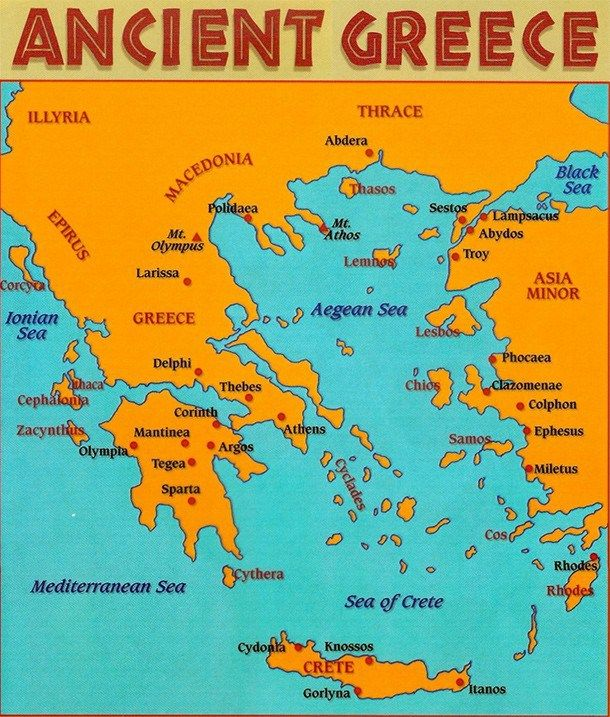 ANCIENT GREECE
ILLYRIA
THRACE
Abdera
MACEDONIA
Black
Sea
Thasos
Polidaea
Sestos
Lampsacus
EPIRUS
Mt.
Olympus
Mt.
Athos
Abydos
Troy
Lemnos
Larissa
Corcyra
ASIA
MINOR
Ionian
Sea
GREECE
Aegean Sea
Lesbos
Phocaea
Delphi
Ithaca
Thebes
Chios
Clazomenae
Cephalonia
Colphon
Corinth
Zacynthus
Mantinea
Athens
Ephesus
Olympia
Argos
Samos
Tegea
Cyclades
Miletus
Sparta
Cos
Rhodes
Cythera
Mediterranean Sea
Rhodes
Sea of Crete
Cydonia
Knossos
CRETE
Gorlyna
Itanos